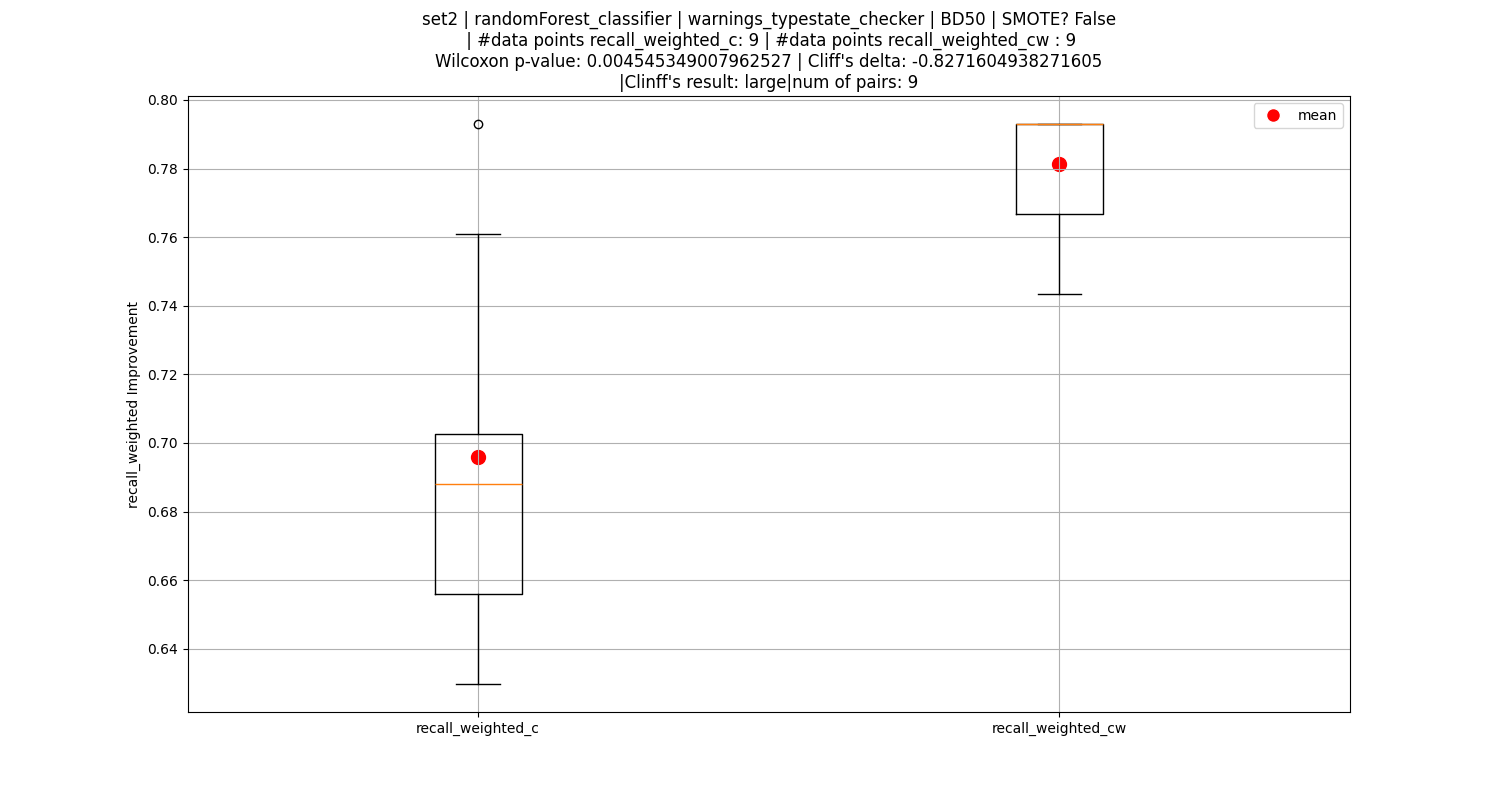 set2 | randomForest_classifier | warnings_typestate_checker | BD50 | SMOTE? False
| #data points recall_weighted_c: 9 | #data points recall_weighted_cw : 9
Wilcoxon p-value: 0.004545349007962527 | Cliff's delta: -0.8271604938271605
|Clinff's result: large|num of pairs: 9
mean
0.80
0.78
0.76
0.74
0.72
0.70
0.68
0.66
0.64
recall_weighted Improvement
recall_weighted_c
recall_weighted_cw